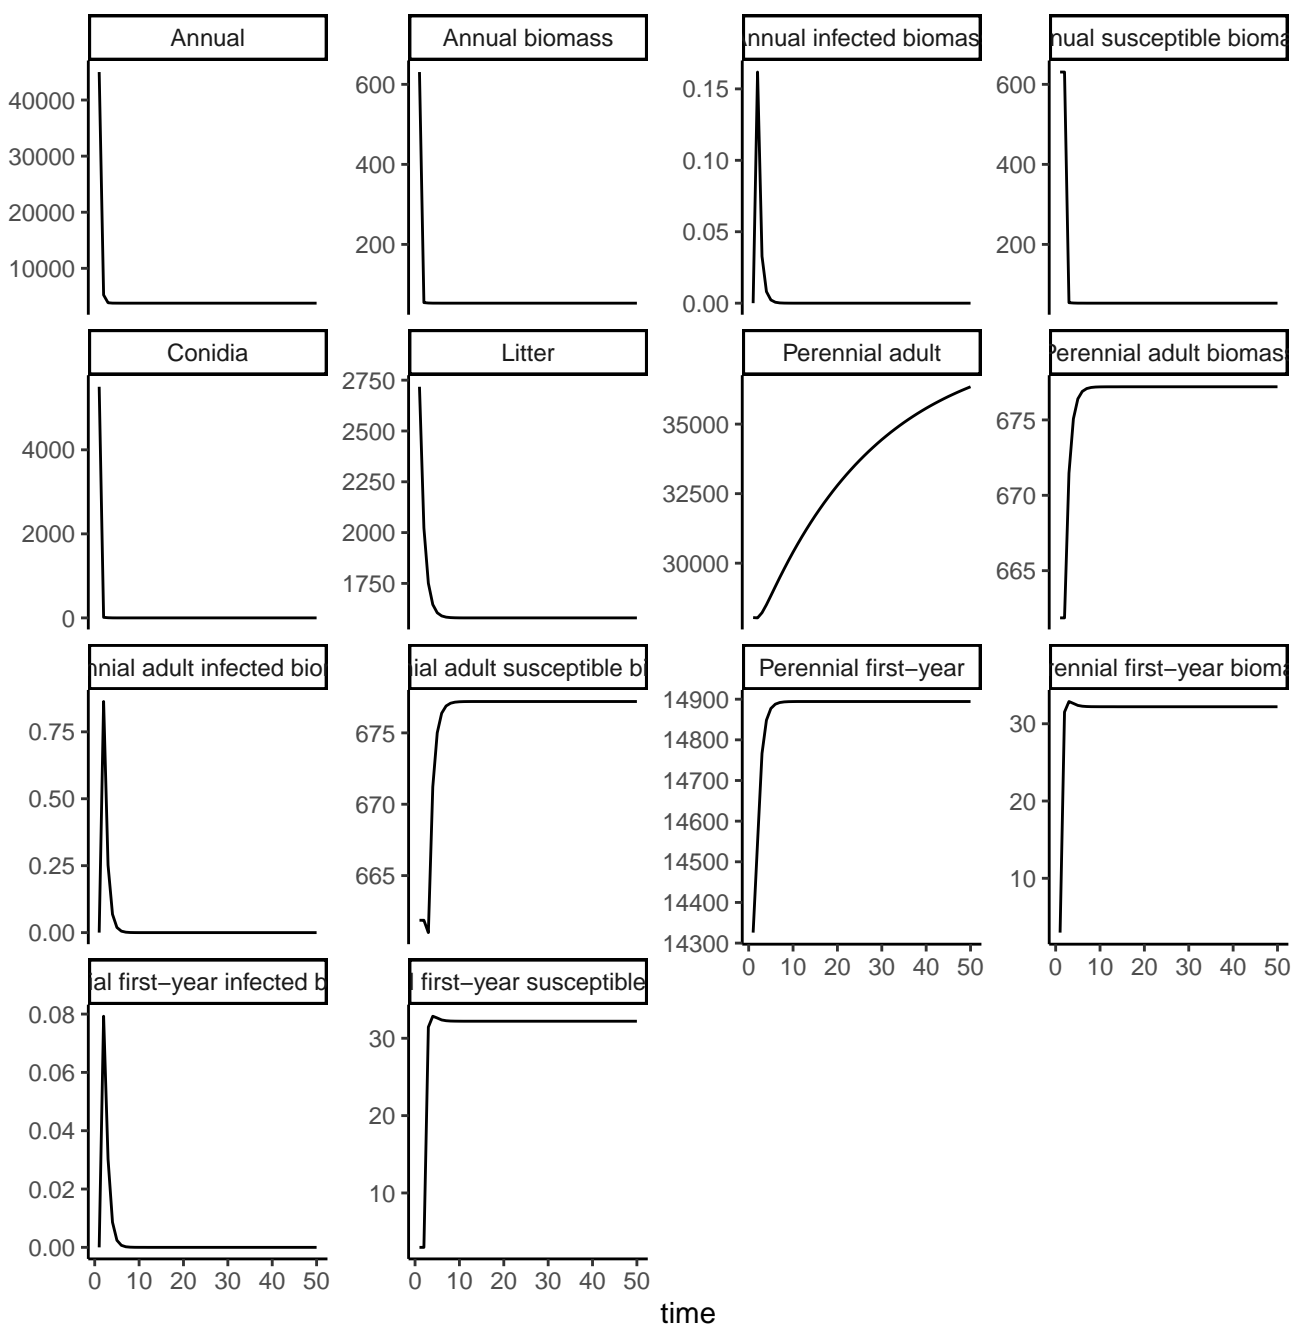 Annual
Annual biomass
nnual infected biomas
nual susceptible bioma
40000
30000
20000
10000
600
400
200
0.15
0.10
0.05
0.00
600
400
200
Conidia
Litter
Perennial adult
Perennial adult biomass
4000
2000
0
2750
2500
2250
2000
1750
35000
32500
30000
675
670
665
nnial adult infected bio
ial adult susceptible bi
Perennial first−year
rennial first−year bioma
0.75
0.50
0.25
0.00
675
670
665
14900
14800
14700
14600
14500
14400
14300
30
20
10
0 10 20 30 40 50
0 10 20 30 40 50
ial first−year infected b
l first−year susceptible
0.08
0.06
0.04
0.02
0.00
30
20
10
0 10 20 30 40 50
0 10 20 30 40 50
time